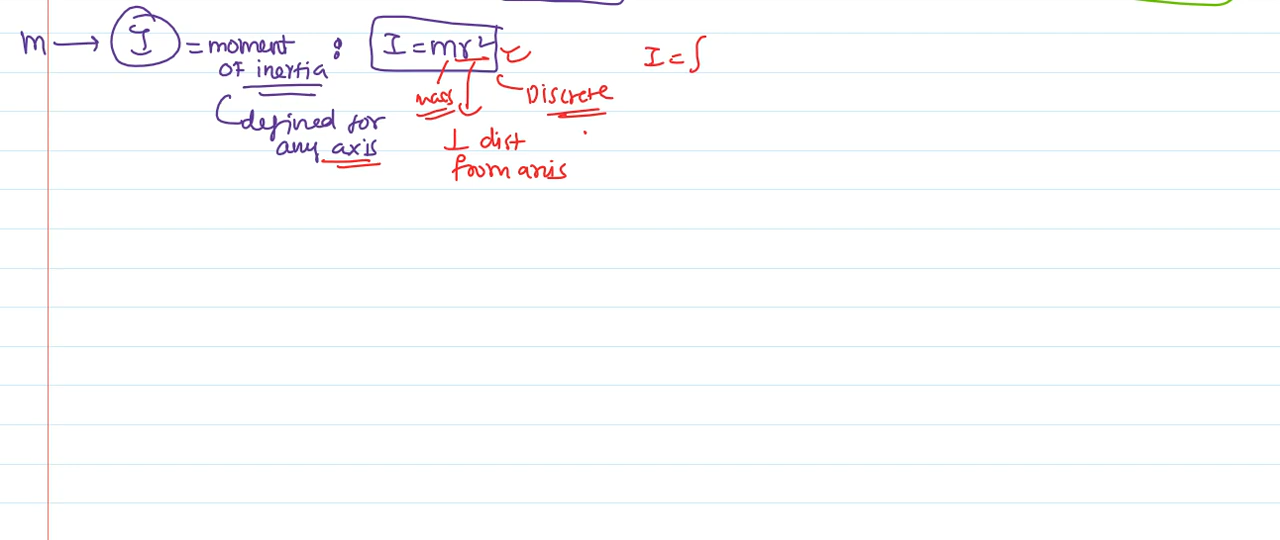 m → I = moment of inertia : I = mr² I = ∫
defined for any axis
mass
Discrete
⊥ dist
from axis